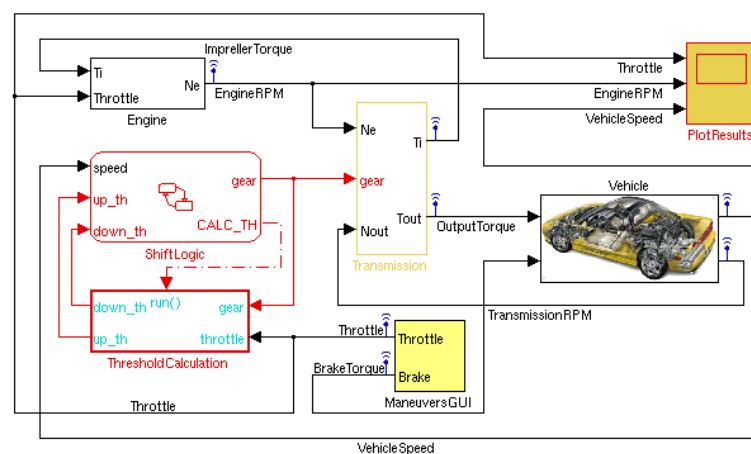 ImprellerTorque
Throttle
Ti
Ne
Throttle
EngineRPM
EngineRPM
Engine
VehicleSpeed
PlotResults
Ne
Ti
speed
gear
gear
up_th
CALC_TH
down_th
Nout
Tout
OutputTorque
Vehicle
ShiftLogic
Transmission
down_th
run()
gear
TransmissionRPM
up_th
throttle
Throttle
Throttle
ThresholdCalculation
BrakeTorque
Brake
ManeuversGUI
Throttle
VehicleSpeed